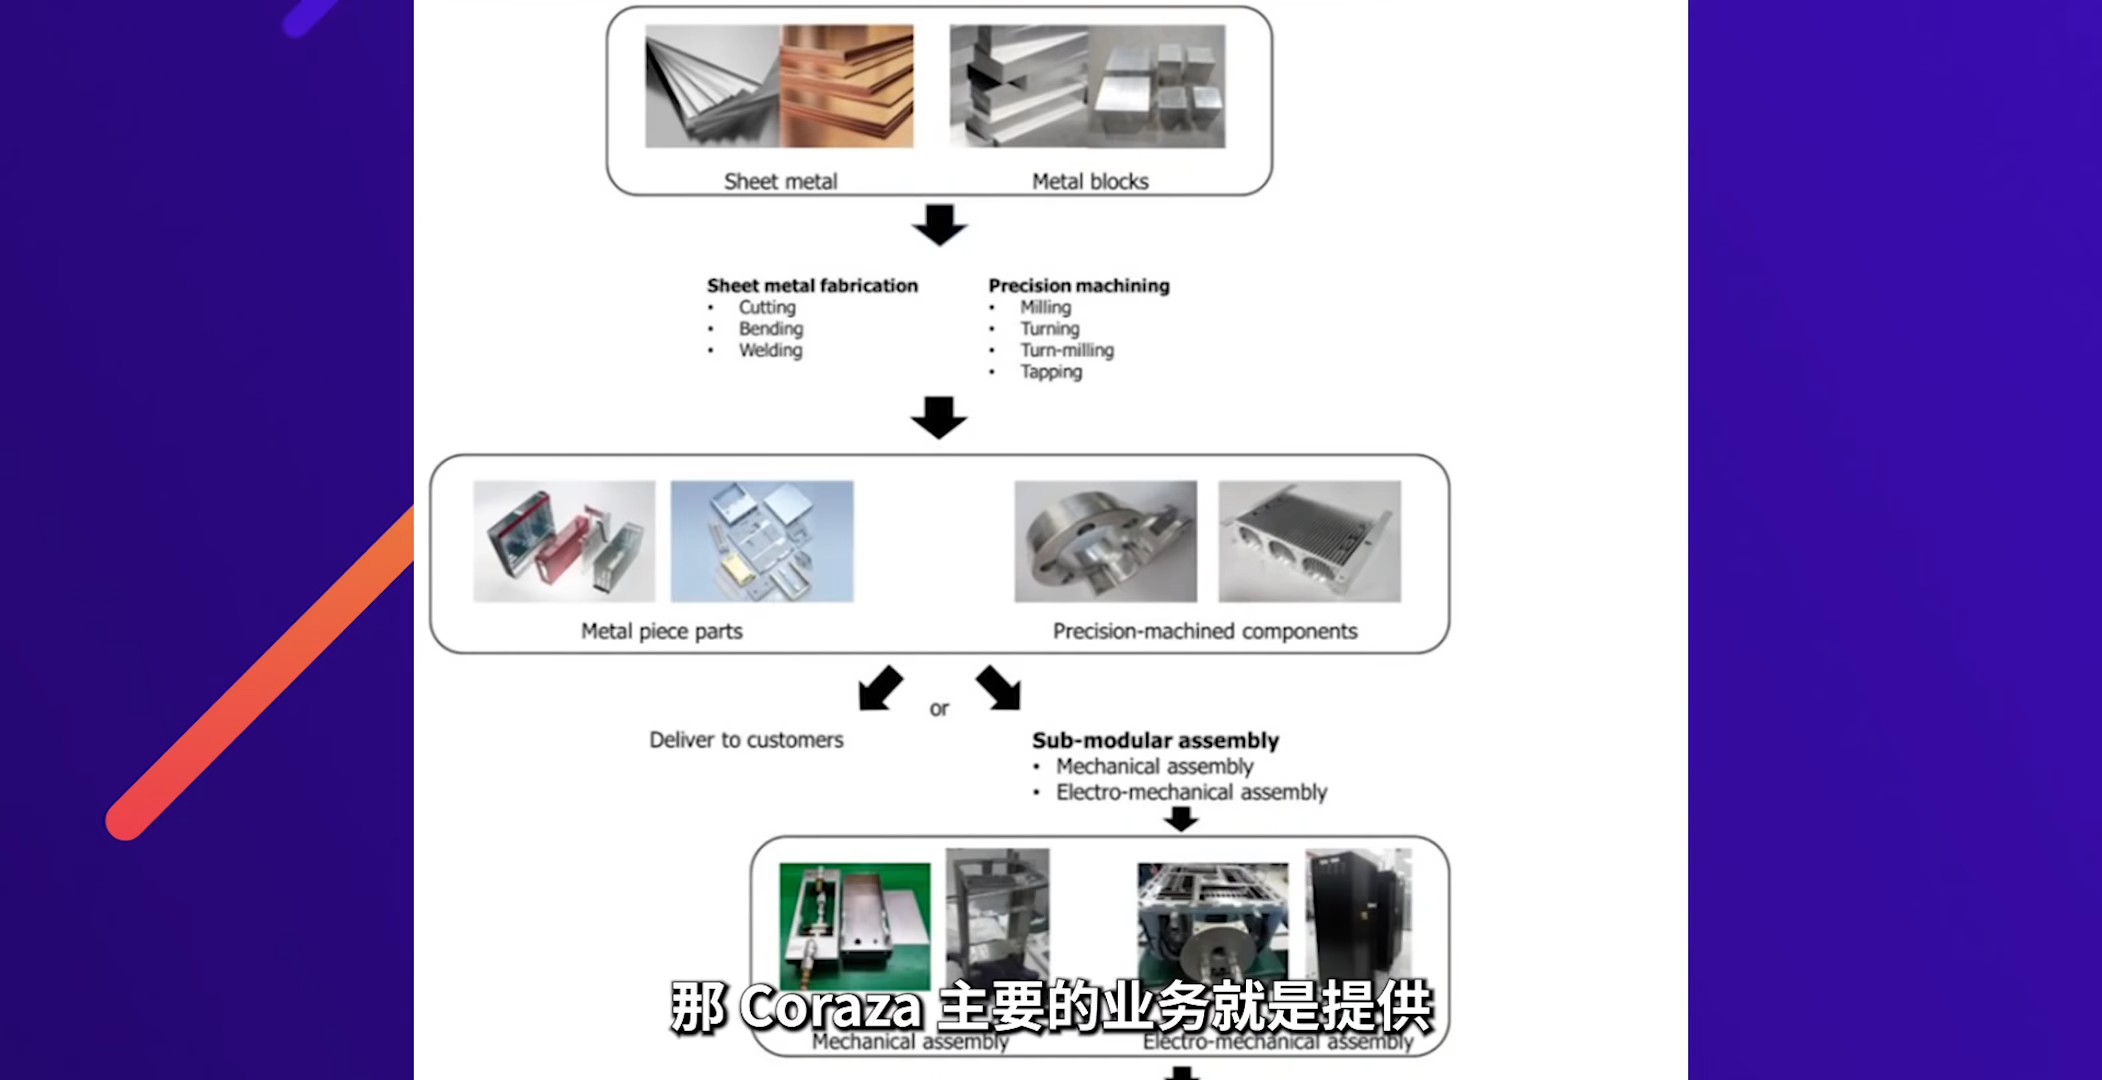 Sheet metal
Metal blocks
Sheet metal fabrication
• Cutting
• Bending
• Welding
Precision machining
• Milling
• Turning
• Turn-milling
• Tapping
Metal piece parts
Precision-machined components
or
Deliver to customers
Sub-modular assembly
• Mechanical assembly
• Electro-mechanical assembly
那 Coraza 主要的业务就是提供
Mechanical assembly
Electro-mechanical assembly